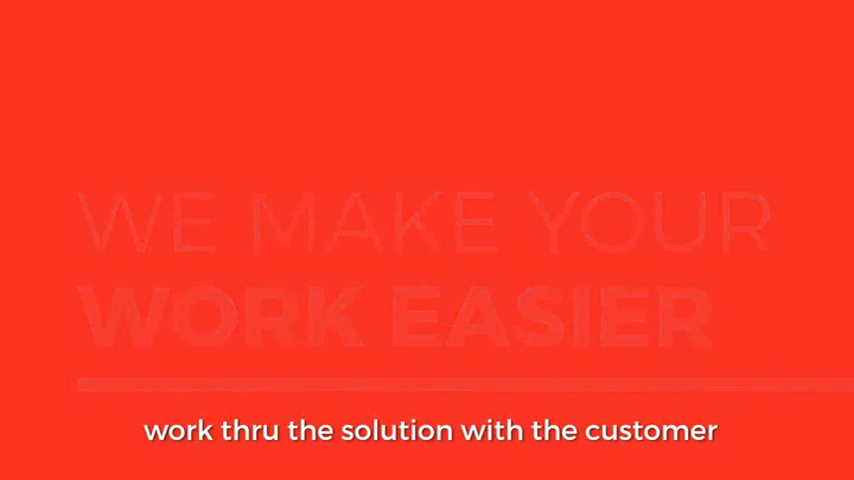 WE MAKE YOUR
WORK EASIER
work thru the solution with the customer